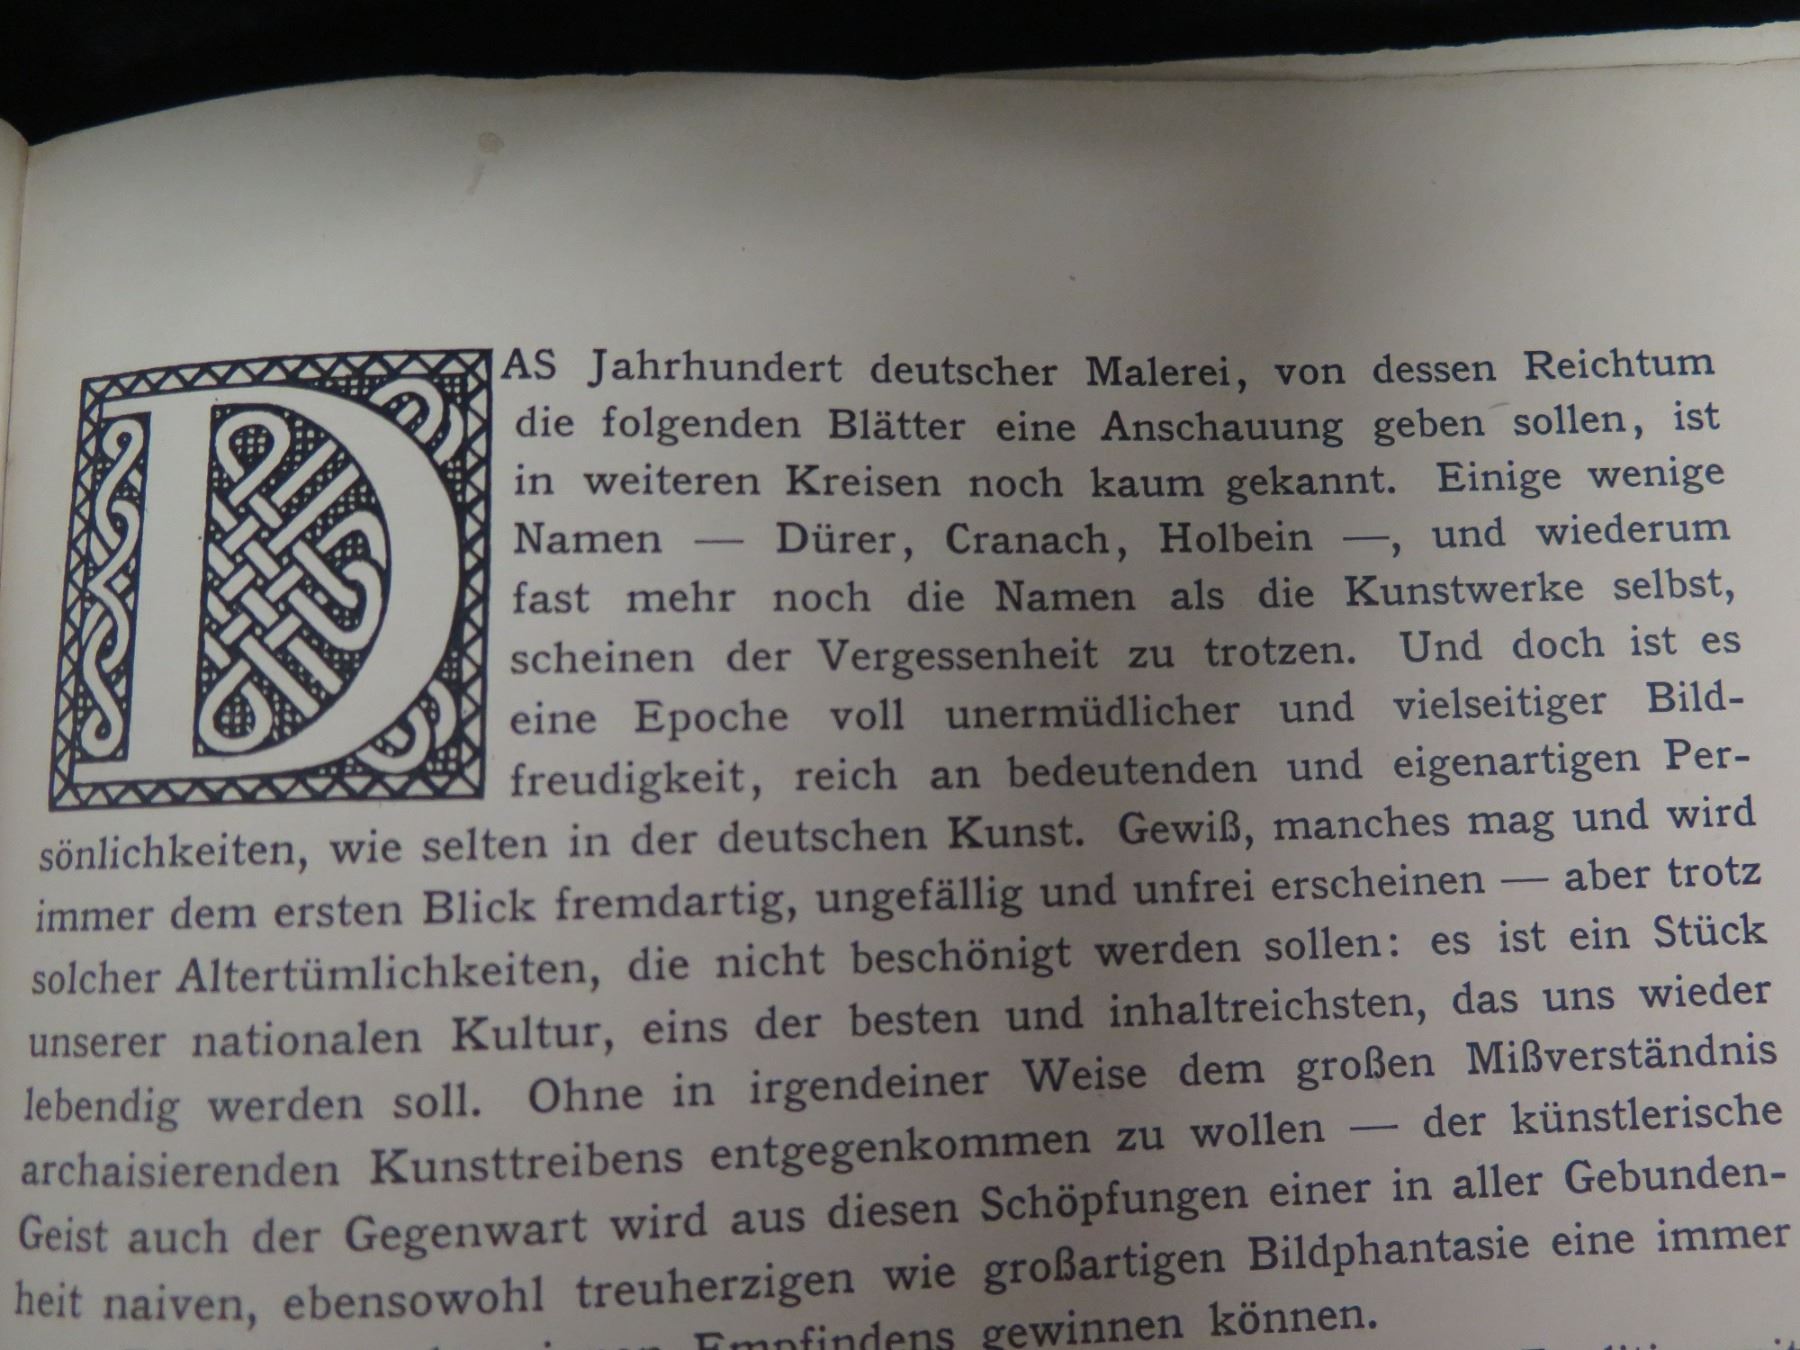 DAS Jahrhundert deutscher Malerei, von dessen Reichtum
die folgenden Blätter eine Anschauung geben sollen, ist
in weiteren Kreisen noch kaum gekannt. Einige wenige
Namen — Dürer, Cranach, Holbein —, und wiederum
fast mehr noch die Namen als die Kunstwerke selbst,
scheinen der Vergessenheit zu trotzen. Und doch ist es
eine Epoche voll unermüdlicher und vielseitiger Bild-
freudigkeit, reich an bedeutenden und eigenartigen Per-
sönlichkeiten, wie selten in der deutschen Kunst. Gewiß, manches mag und wird
immer dem ersten Blick fremdartig, ungefällig und unfrei erscheinen — aber trotz
solcher Altertümlichkeiten, die nicht beschönigt werden sollen: es ist ein Stück
unserer nationalen Kultur, eins der besten und inhaltreichsten, das uns wieder
lebendig werden soll. Ohne in irgendeiner Weise dem großen Mißverständnis
archaisierenden Kunsttreibens entgegenkommen zu wollen — der künstlerische
Geist auch der Gegenwart wird aus diesen Schöpfungen einer in aller Gebunden-
heit naiven, ebensowohl treuherzigen wie großartigen Bildphantasie eine immer
Empfindens gewinnen können.